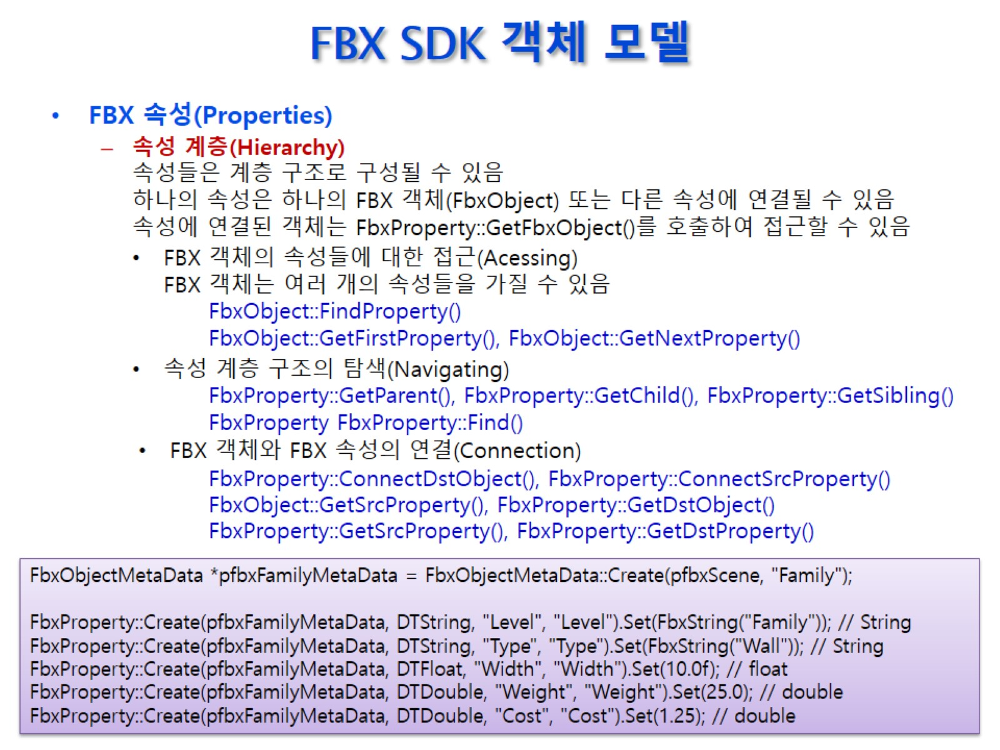 FBX SDK 객체 모델
• FBX 속성(Properties)
– 속성 계층(Hierarchy)
속성들은 계층 구조로 구성될 수 있음
하나의 속성은 하나의 FBX 객체(FbxObject) 또는 다른 속성에 연결될 수 있음
속성에 연결된 객체는 FbxProperty::GetFbxObject()를 호출하여 접근할 수 있음
• FBX 객체의 속성들에 대한 접근(Acessing)
FBX 객체는 여러 개의 속성들을 가질 수 있음
FbxObject::FindProperty()
FbxObject::GetFirstProperty(), FbxObject::GetNextProperty()
• 속성 계층 구조의 탐색(Navigating)
FbxProperty::GetParent(), FbxProperty::GetChild(), FbxProperty::GetSibling()
FbxProperty FbxProperty::Find()
• FBX 객체와 FBX 속성의 연결(Connection)
FbxProperty::ConnectDstObject(), FbxProperty::ConnectSrcProperty()
FbxObject::GetSrcProperty(), FbxProperty::GetDstObject()
FbxProperty::GetSrcProperty(), FbxProperty::GetDstProperty()
FbxObjectMetaData *pfbxFamilyMetaData = FbxObjectMetaData::Create(pfbxScene, "Family");
FbxProperty::Create(pfbxFamilyMetaData, DTString, "Level", "Level").Set(FbxString("Family")); // String
FbxProperty::Create(pfbxFamilyMetaData, DTString, "Type", "Type").Set(FbxString("Wall")); // String
FbxProperty::Create(pfbxFamilyMetaData, DTFloat, "Width", "Width").Set(10.0f); // float
FbxProperty::Create(pfbxFamilyMetaData, DTDouble, "Weight", "Weight").Set(25.0); // double
FbxProperty::Create(pfbxFamilyMetaData, DTDouble, "Cost", "Cost").Set(1.25); // double